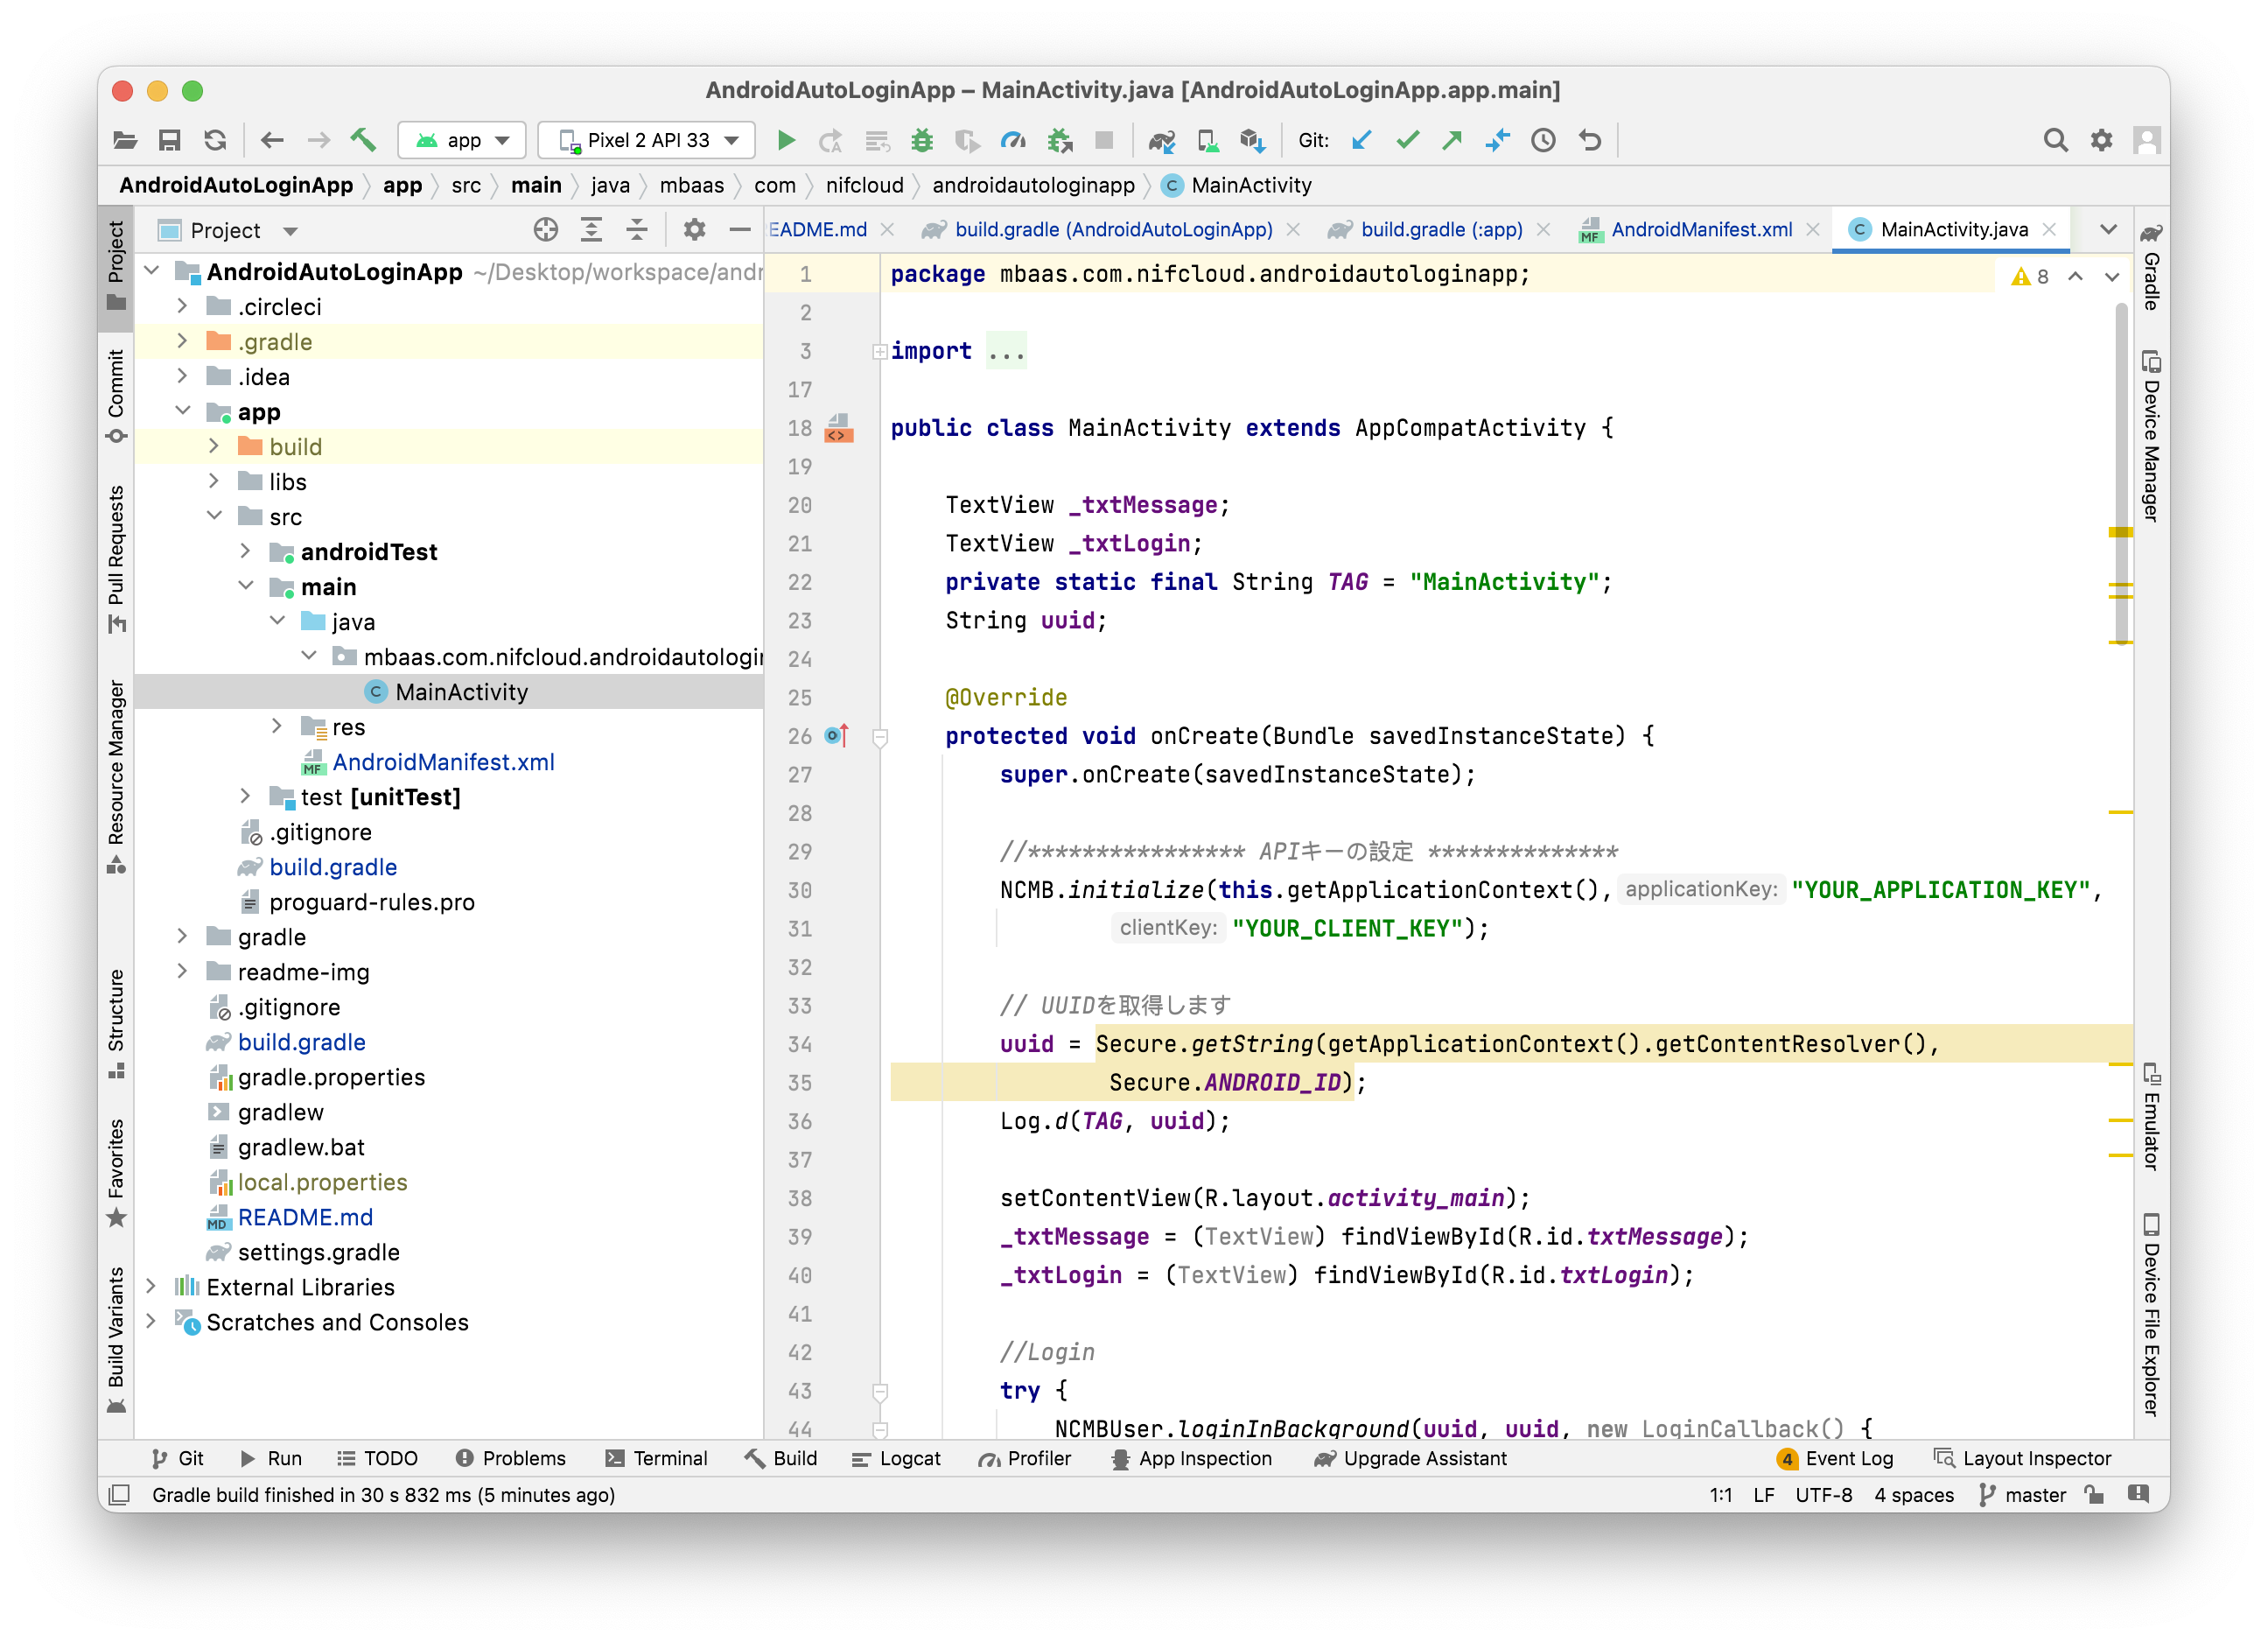 AndroidAutoLoginApp – MainActivity.java [AndroidAutoLoginApp.app.main]
app
Pixel 2 API 33
Git:
AndroidAutoLoginApp app src main java mbaas com nifcloud androidautologinapp C MainActivity
Project
Commit
Pull Requests
Resource Manager
Structure
Favorites
Build Variants
Project
AndroidAutoLoginApp ~/Desktop/workspace/andr
.circleci
.gradle
.idea
app
build
libs
src
androidTest
main
java
mbaas.com.nifcloud.androidautologin
C MainActivity
res
MF AndroidManifest.xml
test [unitTest]
.gitignore
build.gradle
proguard-rules.pro
gradle
readme-img
.gitignore
build.gradle
gradle.properties
gradlew
gradlew.bat
local.properties
MD README.md
settings.gradle
External Libraries
Scratches and Consoles
EADME.md build.gradle (AndroidAutoLoginApp) build.gradle (:app) MF AndroidManifest.xml C MainActivity.java
8
1 package mbaas.com.nifcloud.androidautologinapp;
2
3 import ...
17
18 public class MainActivity extends AppCompatActivity {
19
20 TextView _txtMessage;
21 TextView _txtLogin;
22 private static final String TAG = "MainActivity";
23 String uuid;
24
25 @Override
26 protected void onCreate(Bundle savedInstanceState) {
27 super.onCreate(savedInstanceState);
28
29 //**************** APIキーの設定 **************
30 NCMB.initialize(this.getApplicationContext(), applicationKey: "YOUR_APPLICATION_KEY",
31 clientKey: "YOUR_CLIENT_KEY");
32
33 // UUIDを取得します
34 uuid = Secure.getString(getApplicationContext().getContentResolver(),
35 Secure.ANDROID_ID);
36 Log.d(TAG, uuid);
37
38 setContentView(R.layout.activity_main);
39 _txtMessage = (TextView) findViewById(R.id.txtMessage);
40 _txtLogin = (TextView) findViewById(R.id.txtLogin);
41
42 //Login
43 try {
44 NCMBUser.loginInBackground(uuid, uuid, new LoginCallback() {
Gradle
Device Manager
Emulator
Device File Explorer
Git Run TODO Problems Terminal Build Logcat Profiler App Inspection Upgrade Assistant 4 Event Log Layout Inspector
Gradle build finished in 30 s 832 ms (5 minutes ago) 1:1 LF UTF-8 4 spaces master